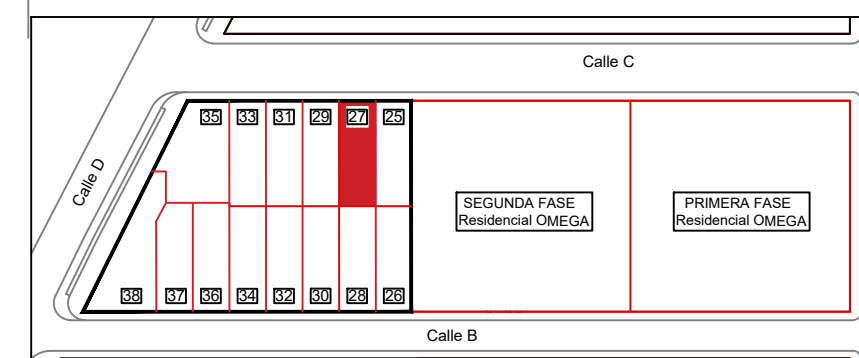 Calle C
35 33 31 29 27 25
Calle D
SEGUNDA FASE
Residencial OMEGA
PRIMERA FASE
Residencial OMEGA
38 37 36 34 32 30 28 26
Calle B